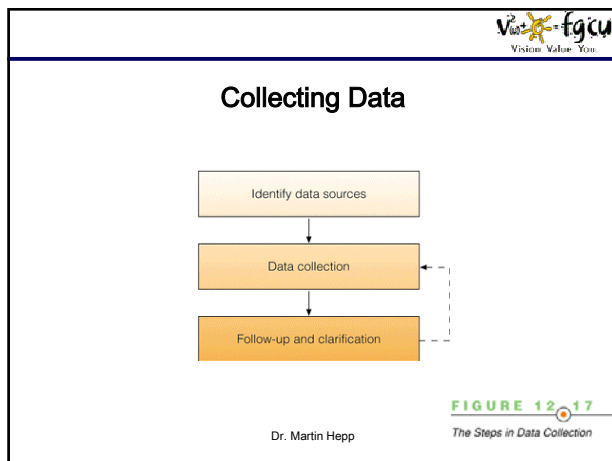 fgcu
Vision. Value. You.
Collecting Data
Identify data sources
Data collection
Follow-up and clarification
FIGURE 12 17
The Steps in Data Collection
Dr. Martin Hepp